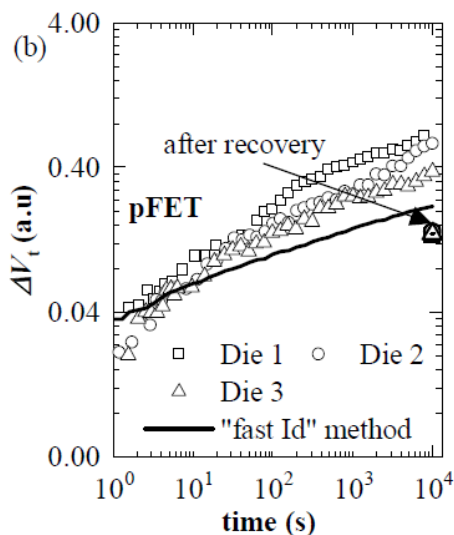 (b)
4.00
after recovery
0.40
pFET
ΔVt (a.u)
0.04
Die 1 Die 2
Die 3
"fast Id" method
0.00
10^0 10^1 10^2 10^3 10^4
time (s)